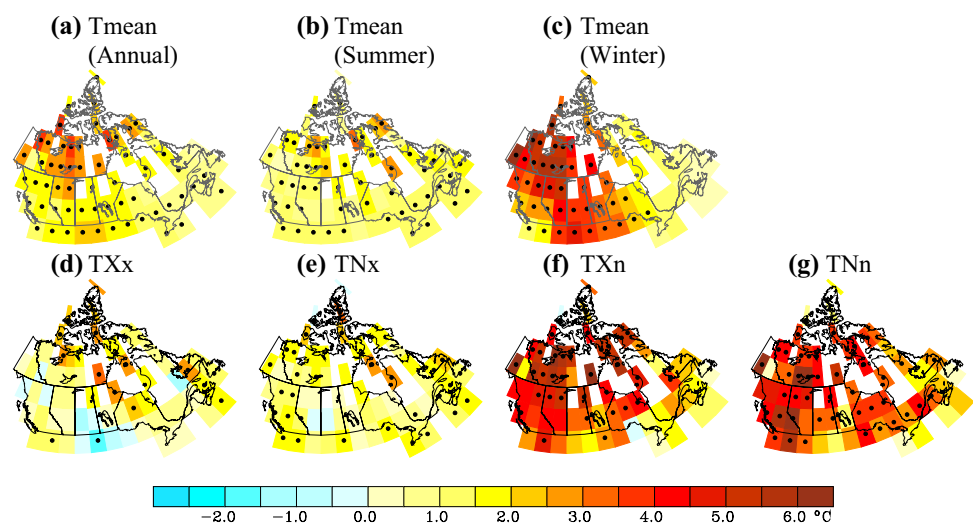 (a) Tmean (Annual)
(b) Tmean (Summer)
(c) Tmean (Winter)
(d) TXx
(e) TNx
(f) TXn
(g) TNn
-2.0 -1.0 0.0 1.0 2.0 3.0 4.0 5.0 6.0 °C